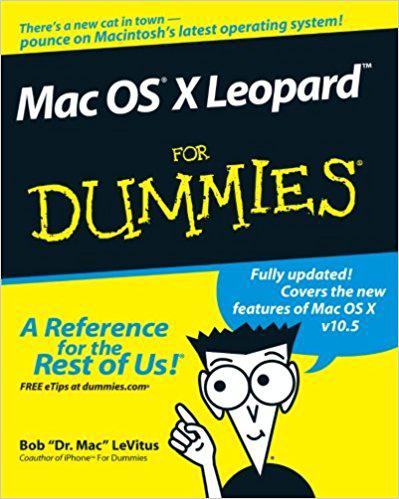 There's a new cat in town —
pounce on Macintosh's latest operating system!
Mac OS® X Leopard™
FOR
DUMMIES®
Fully updated!
Covers the new
features of Mac OS X
v10.5
A Reference
for the
Rest of Us!®
FREE eTips at dummies.com®
Bob "Dr. Mac" LeVitus
Coauthor of iPhone™ For Dummies